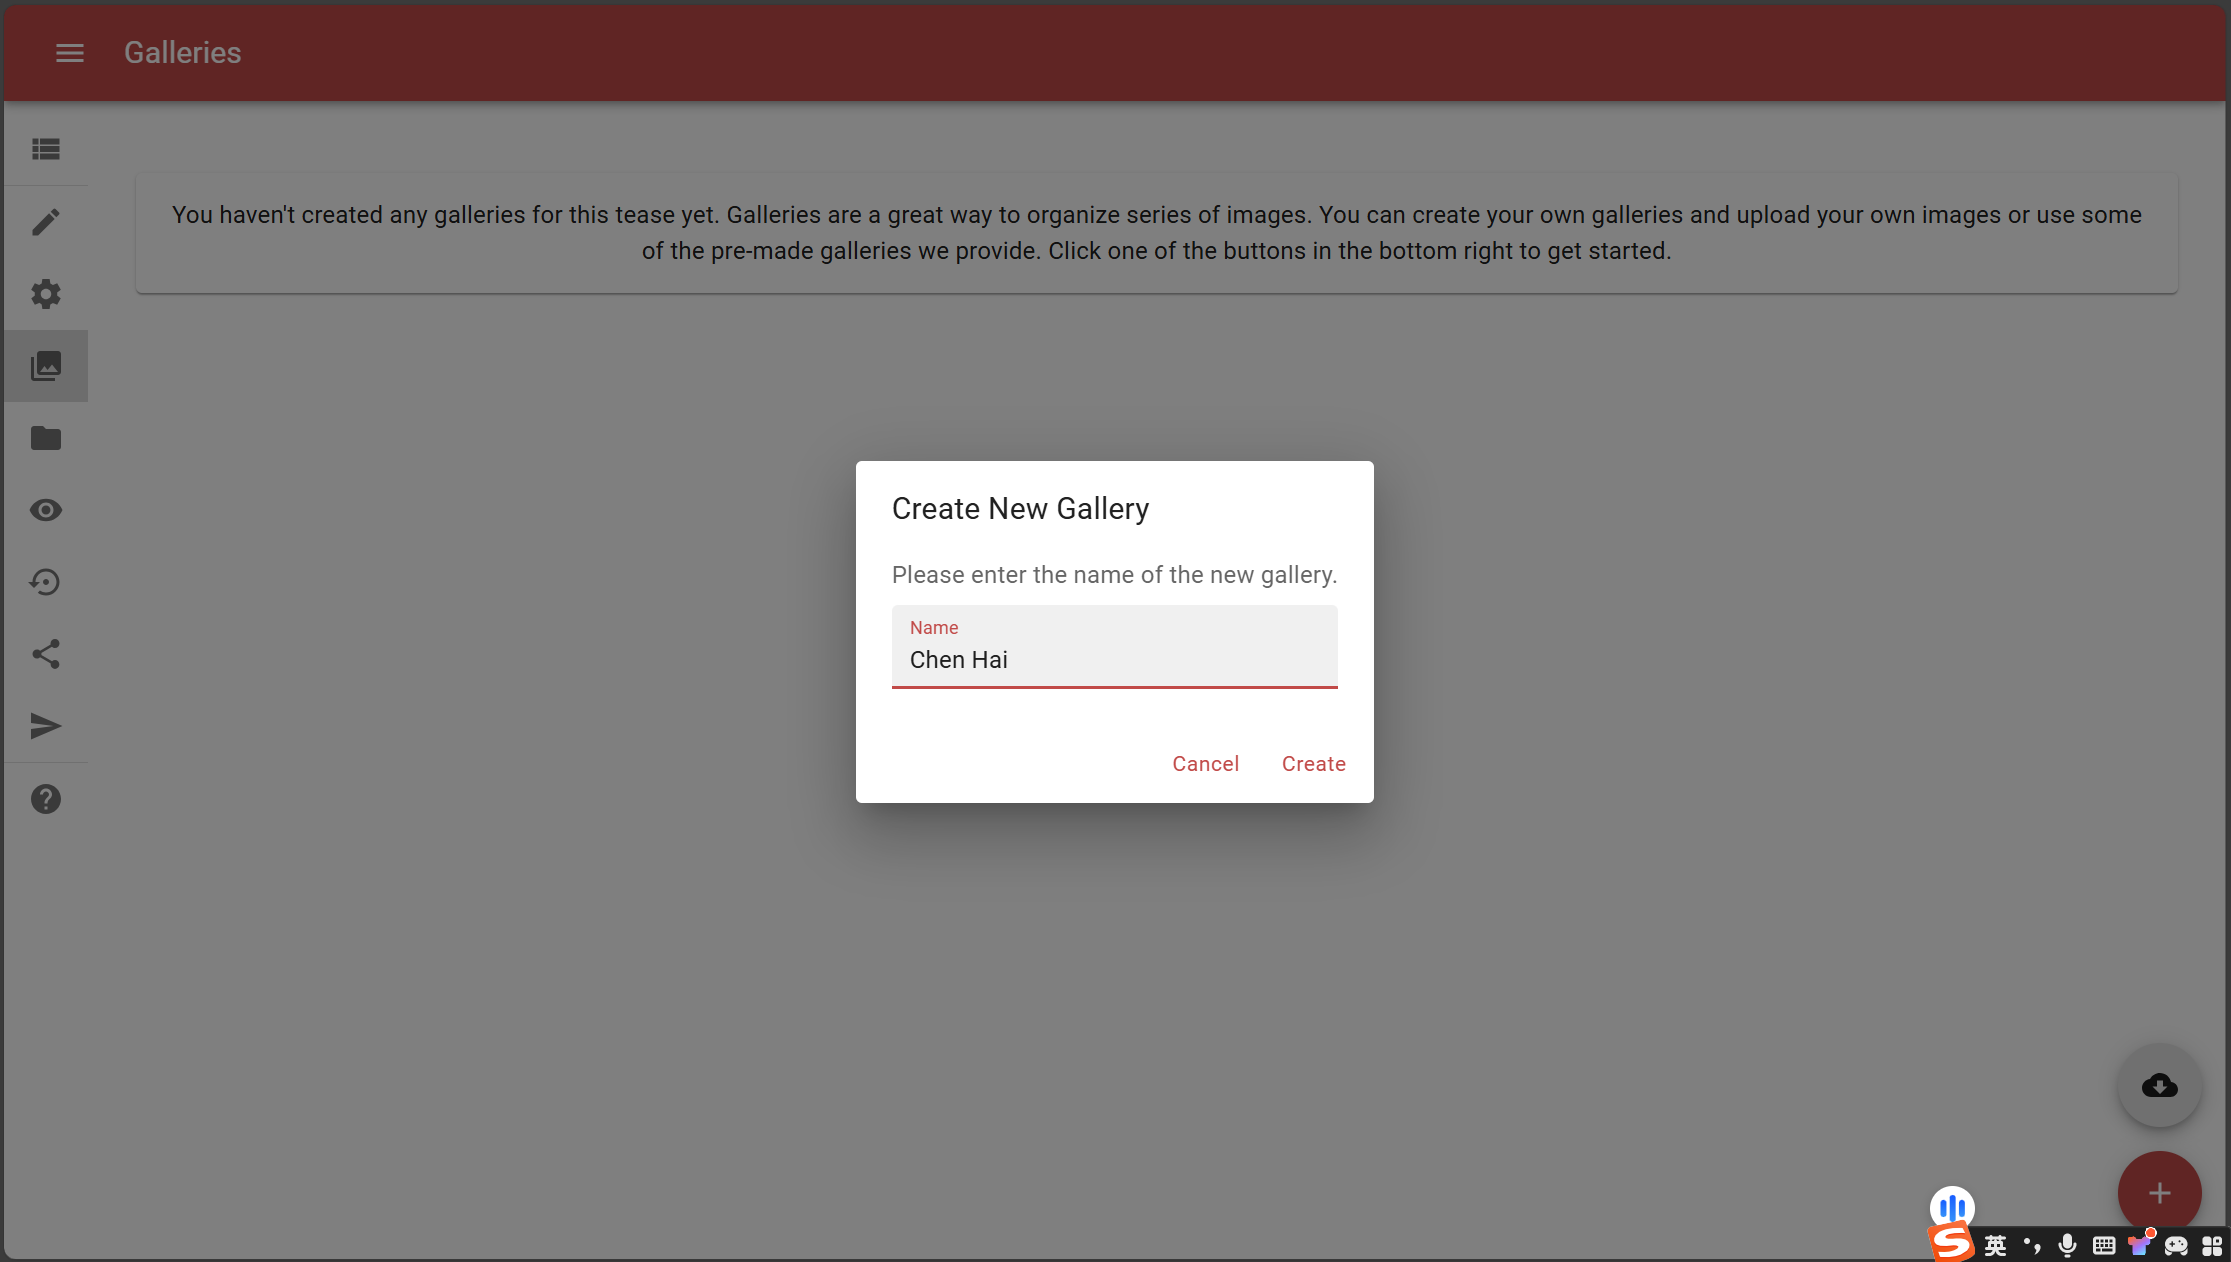 Galleries
You haven't created any galleries for this tease yet. Galleries are a great way to organize series of images. You can create your own galleries and upload your own images or use some
of the pre-made galleries we provide. Click one of the buttons in the bottom right to get started.
Create New Gallery
Please enter the name of the new gallery.
Name
Chen Hai
Cancel Create
英